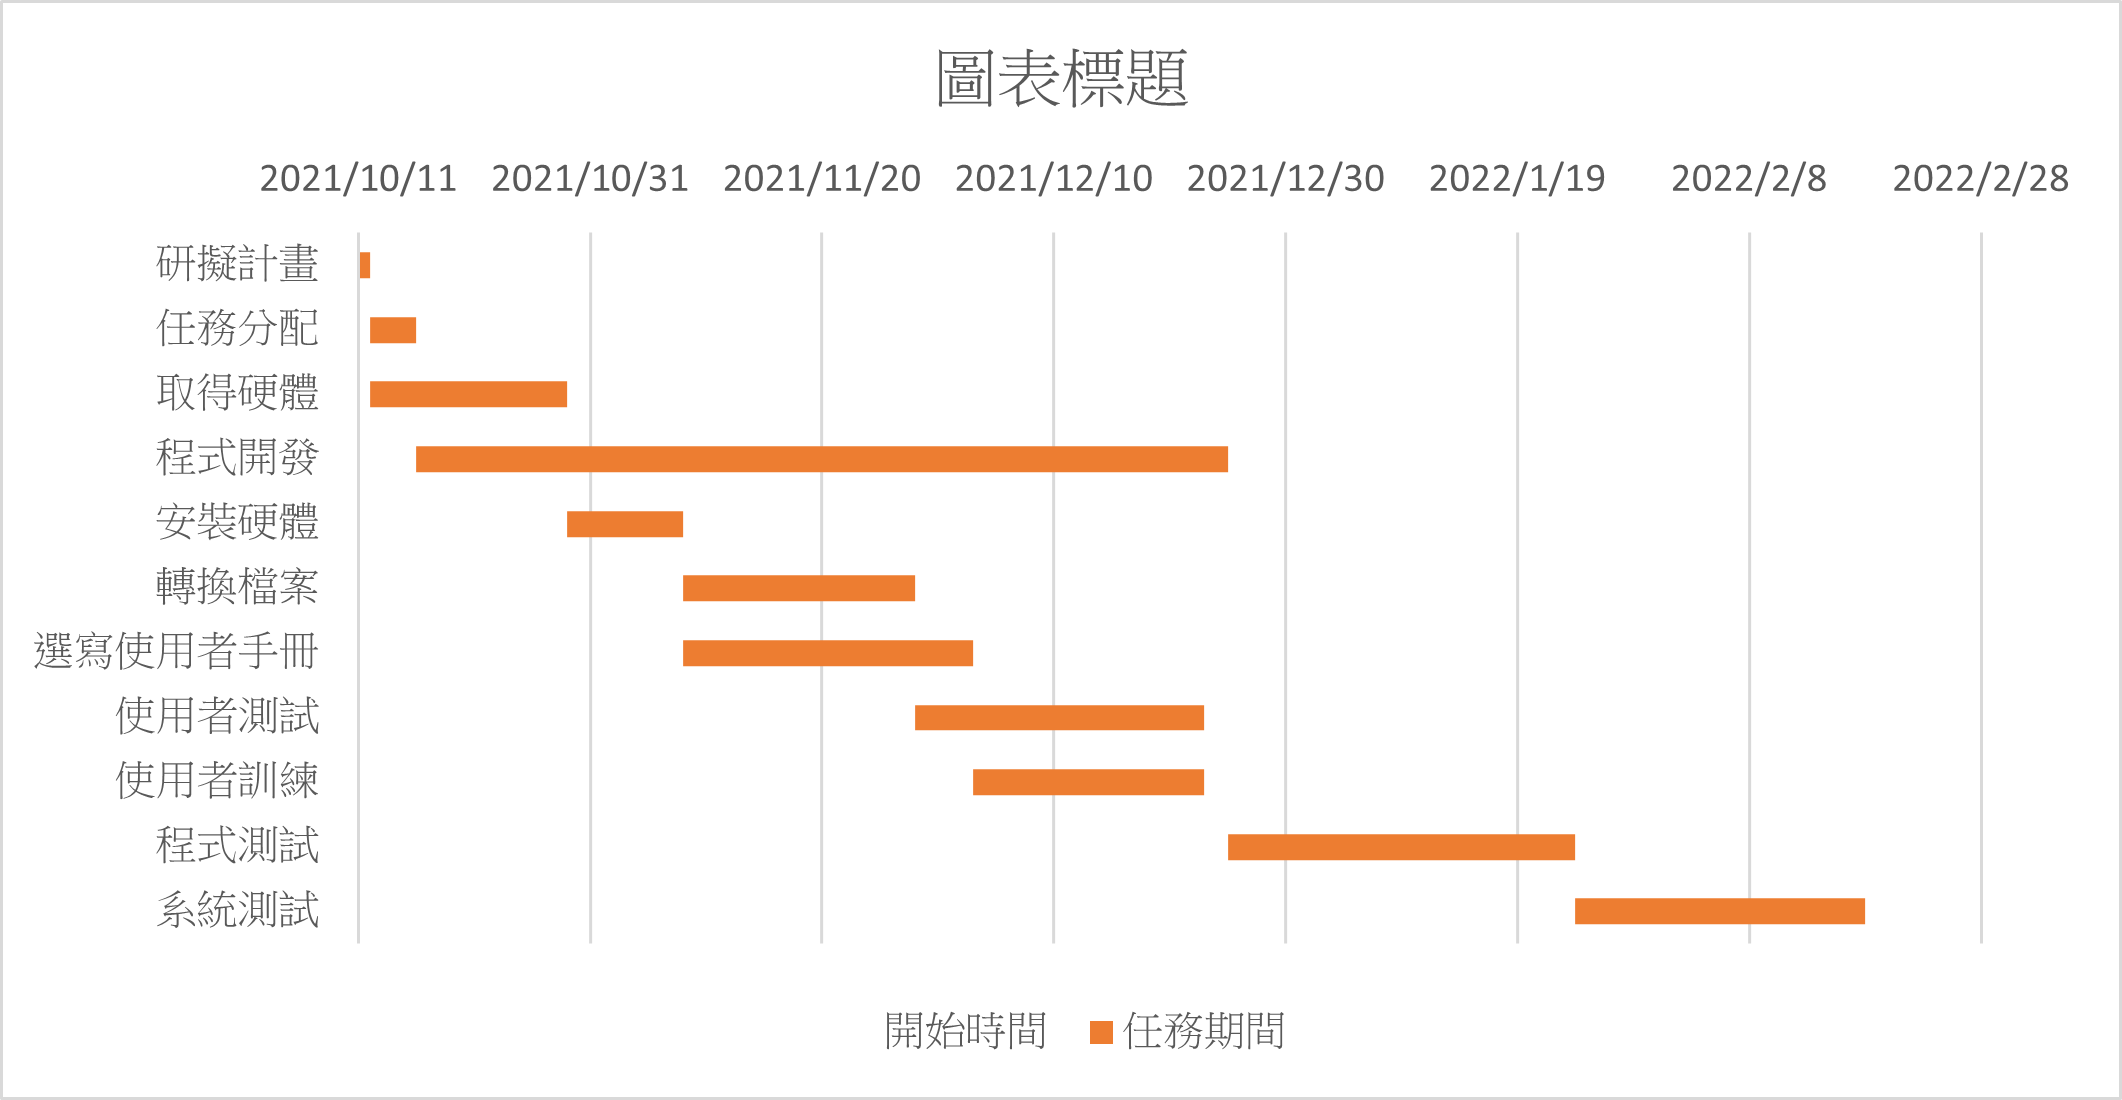 圖表標題
2021/10/11 2021/10/31 2021/11/20 2021/12/10 2021/12/30 2022/1/19 2022/2/8 2022/2/28
研擬計畫
任務分配
取得硬體
程式開發
安裝硬體
轉換檔案
選寫使用者手冊
使用者測試
使用者訓練
程式測試
系統測試
開始時間 任務期間